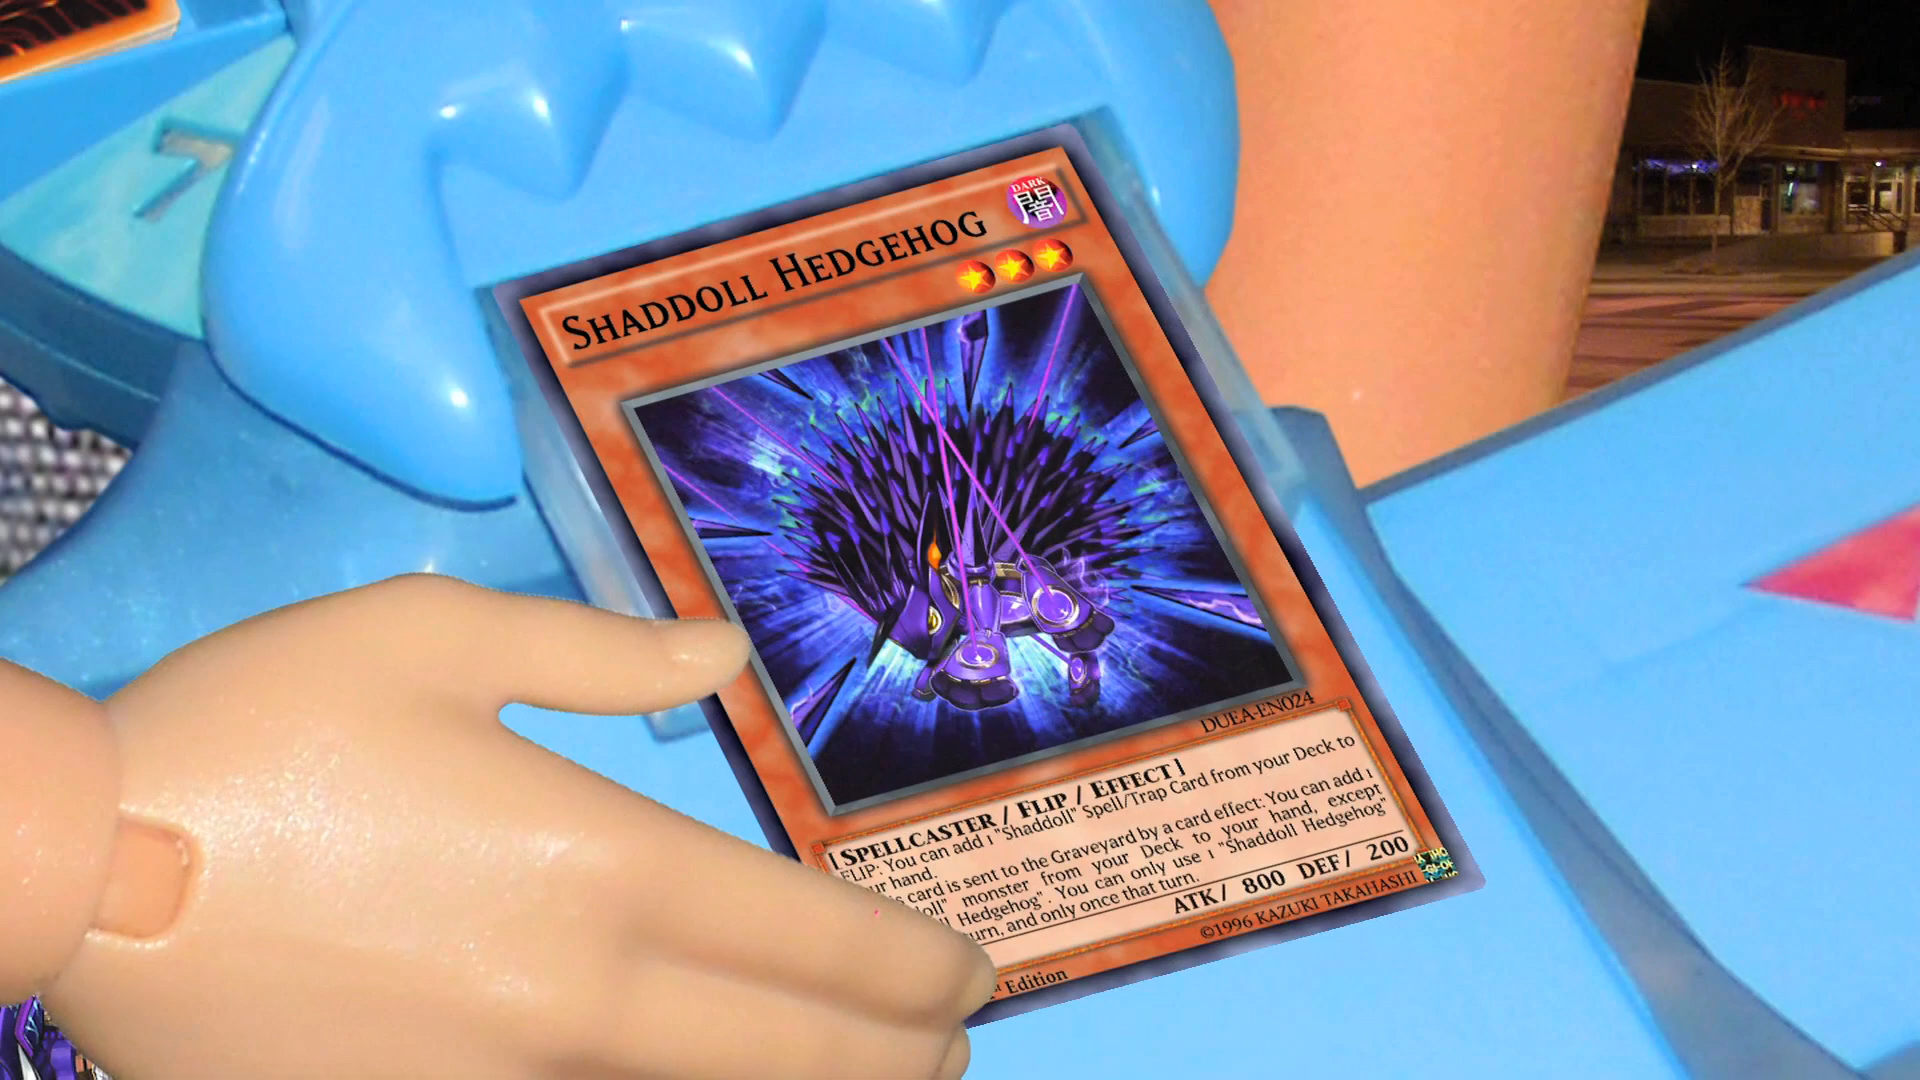 SHADDOLL HEDGEHOG
DARK
闇
DUEA-EN024
[SPELLCASTER / FLIP / EFFECT]
FLIP: You can add 1 "Shaddoll" Spell/Trap Card from your Deck to
hand.
card is sent to the Graveyard by a card effect: You can add 1
monster from your Deck to your hand, except
Hedgehog". You can only use 1 "Shaddoll Hedgehog"
and only once that turn.
ATK/ 800 DEF/ 200
Edition
©1996 KAZUKI TAKAHASHI